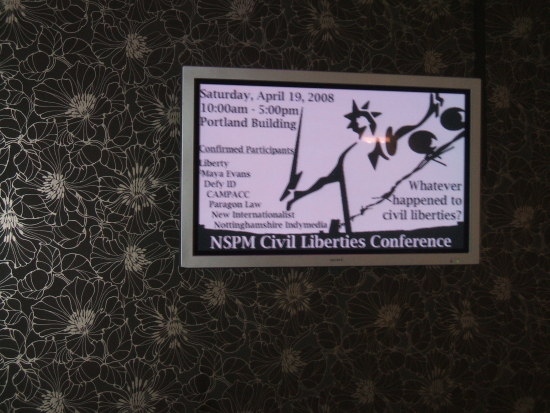 Saturday, April 19, 2008
10:00am - 5:00pm
Portland Building
Confirmed Participants
Liberty
Maya Evans
Defy ID
CAMPACC
Paragon Law
New Internationalist
Nottinghamshire Indymedia
Whatever
happened to
civil liberties?
NSPM Civil Liberties Conference